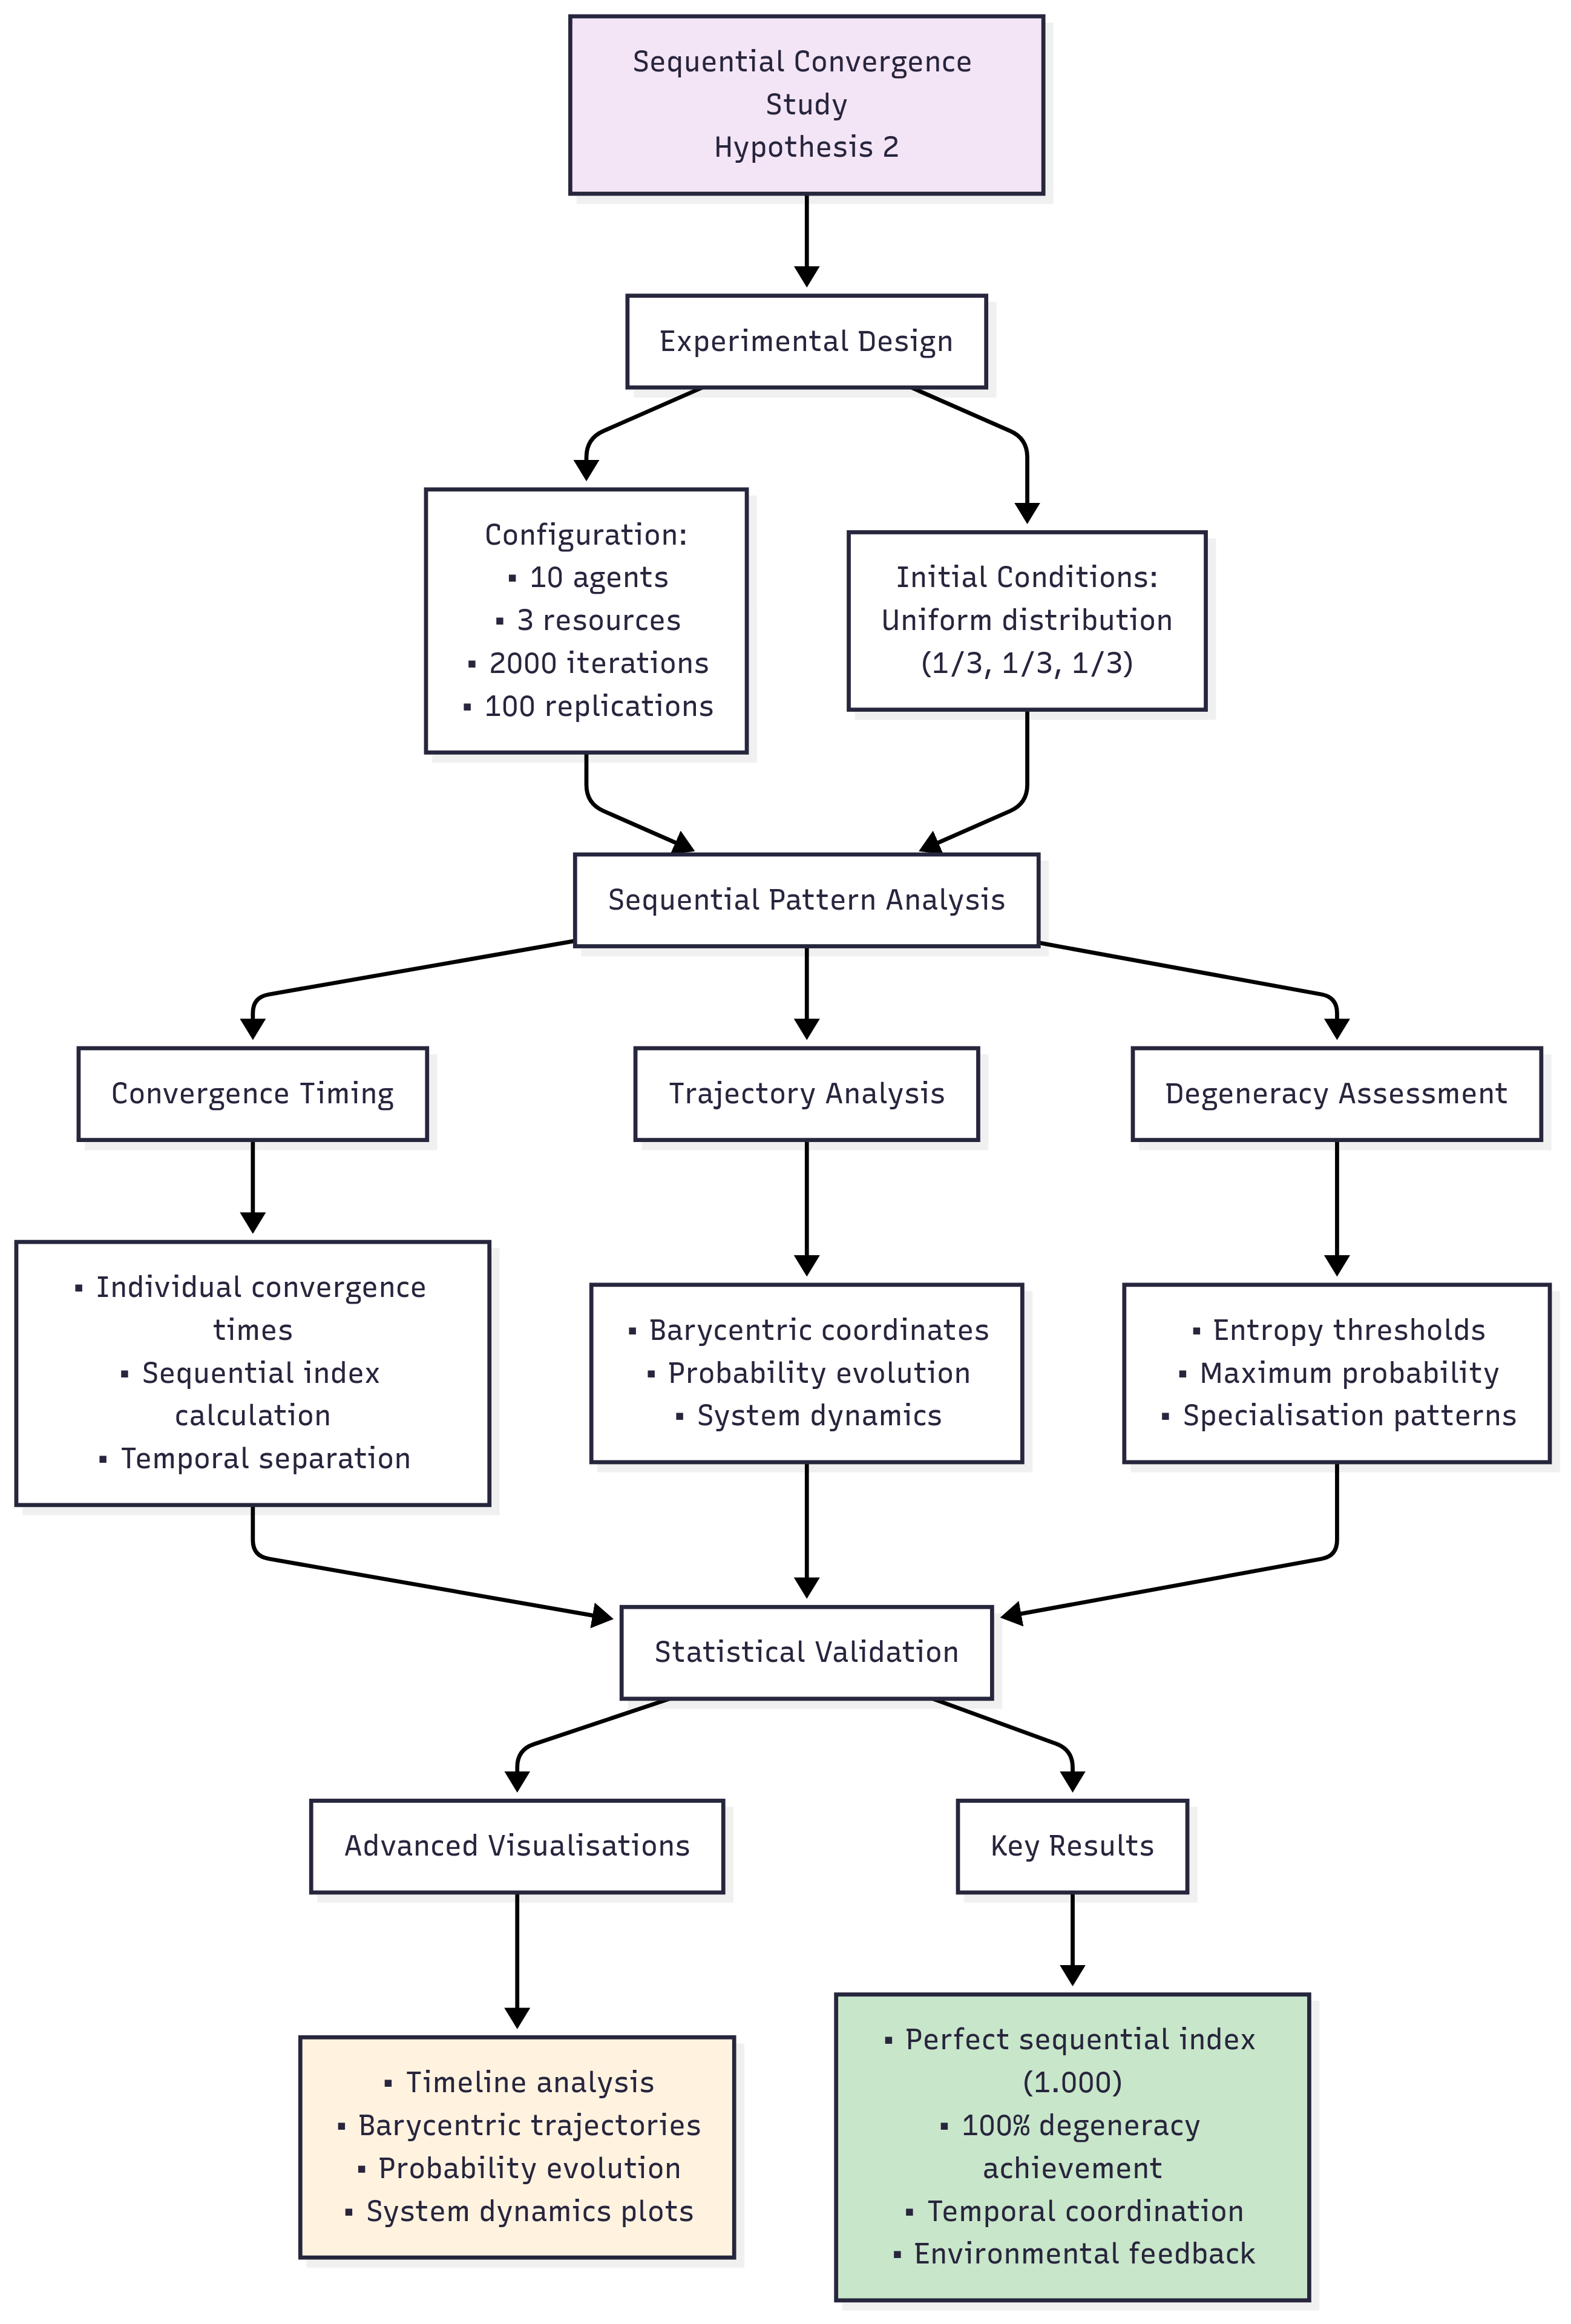 Sequential Convergence
Study
Hypothesis 2
Experimental Design
Configuration:
▪ 10 agents
▪ 3 resources
▪ 2000 iterations
▪ 100 replications
Initial Conditions:
Uniform distribution
(1/3, 1/3, 1/3)
Sequential Pattern Analysis
Convergence Timing
Trajectory Analysis
Degeneracy Assessment
▪ Individual convergence
times
▪ Sequential index
calculation
▪ Temporal separation
▪ Barycentric coordinates
▪ Probability evolution
▪ System dynamics
▪ Entropy thresholds
▪ Maximum probability
▪ Specialisation patterns
Statistical Validation
Advanced Visualisations
Key Results
▪ Timeline analysis
▪ Barycentric trajectories
▪ Probability evolution
▪ System dynamics plots
▪ Perfect sequential index
(1.000)
▪ 100% degeneracy
achievement
▪ Temporal coordination
▪ Environmental feedback